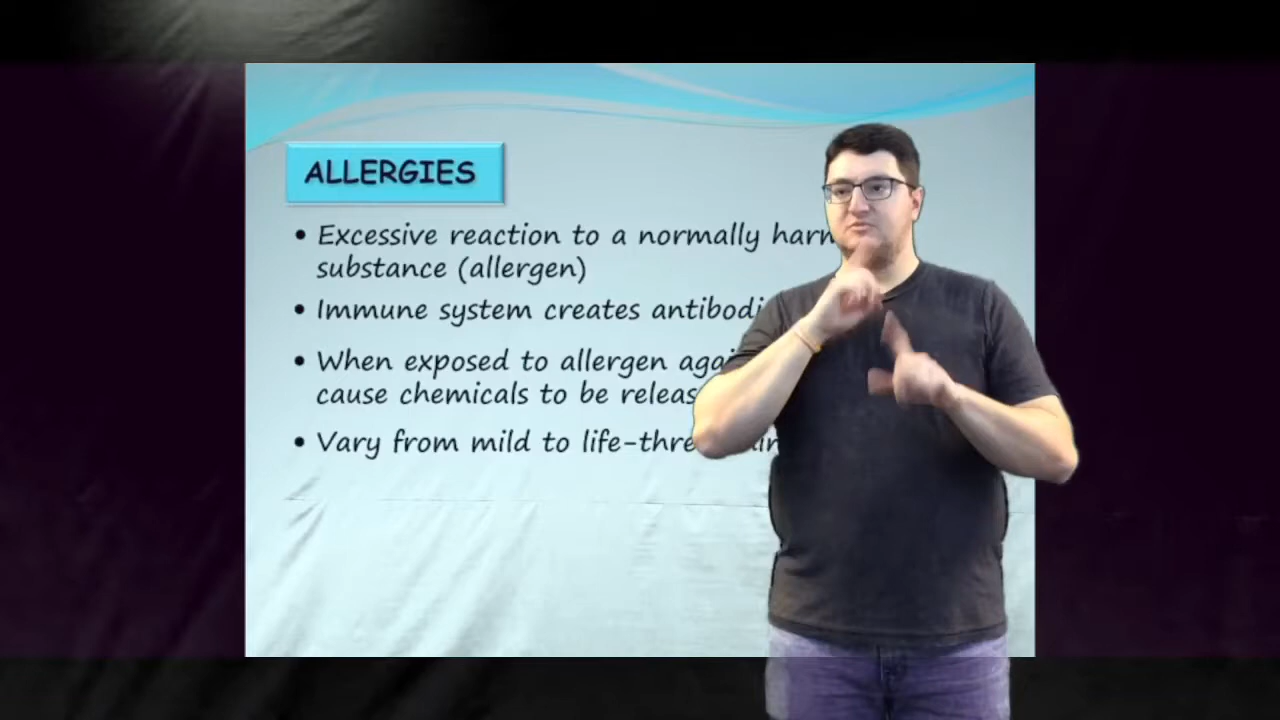 ALLERGIES
• Excessive reaction to a normally
substance (allergen)
• Immune system creates
• When exposed to allergen
cause chemicals to be
• Vary from mild to